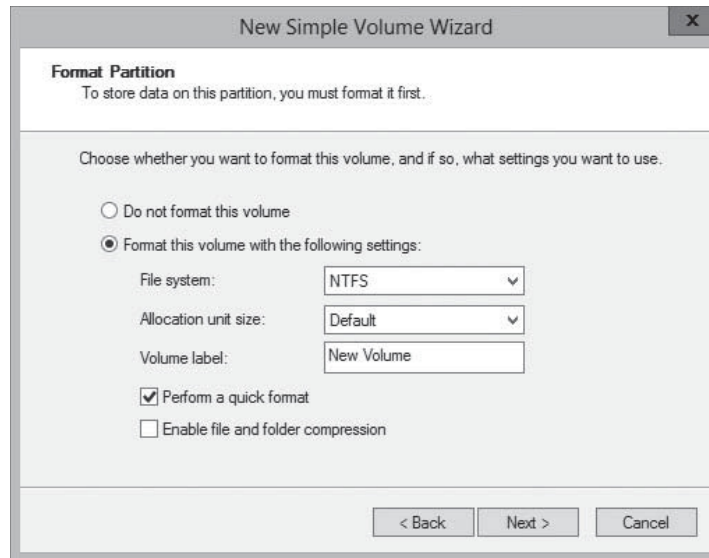 New Simple Volume Wizard
x
Format Partition
To store data on this partition, you must format it first.
Choose whether you want to format this volume, and if so, what settings you want to use.
Do not format this volume
Format this volume with the following settings:
File system: NTFS
Allocation unit size: Default
Volume label: New Volume
Perform a quick format
Enable file and folder compression
< Back Next > Cancel